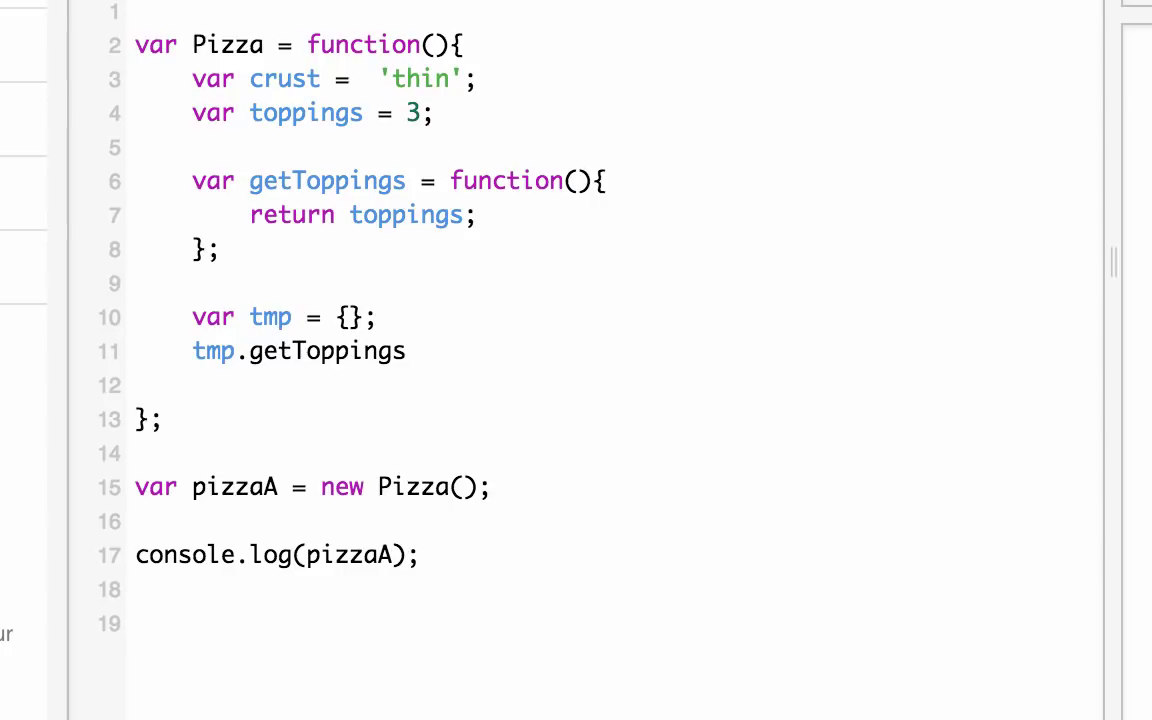 1
2 var Pizza = function(){
3     var crust =  'thin';
4     var toppings = 3;
5
6     var getToppings = function(){
7         return toppings;
8     };
9
10     var tmp = {};
11     tmp.getToppings
12
13 };
14
15 var pizzaA = new Pizza();
16
17 console.log(pizzaA);
18
19
ur